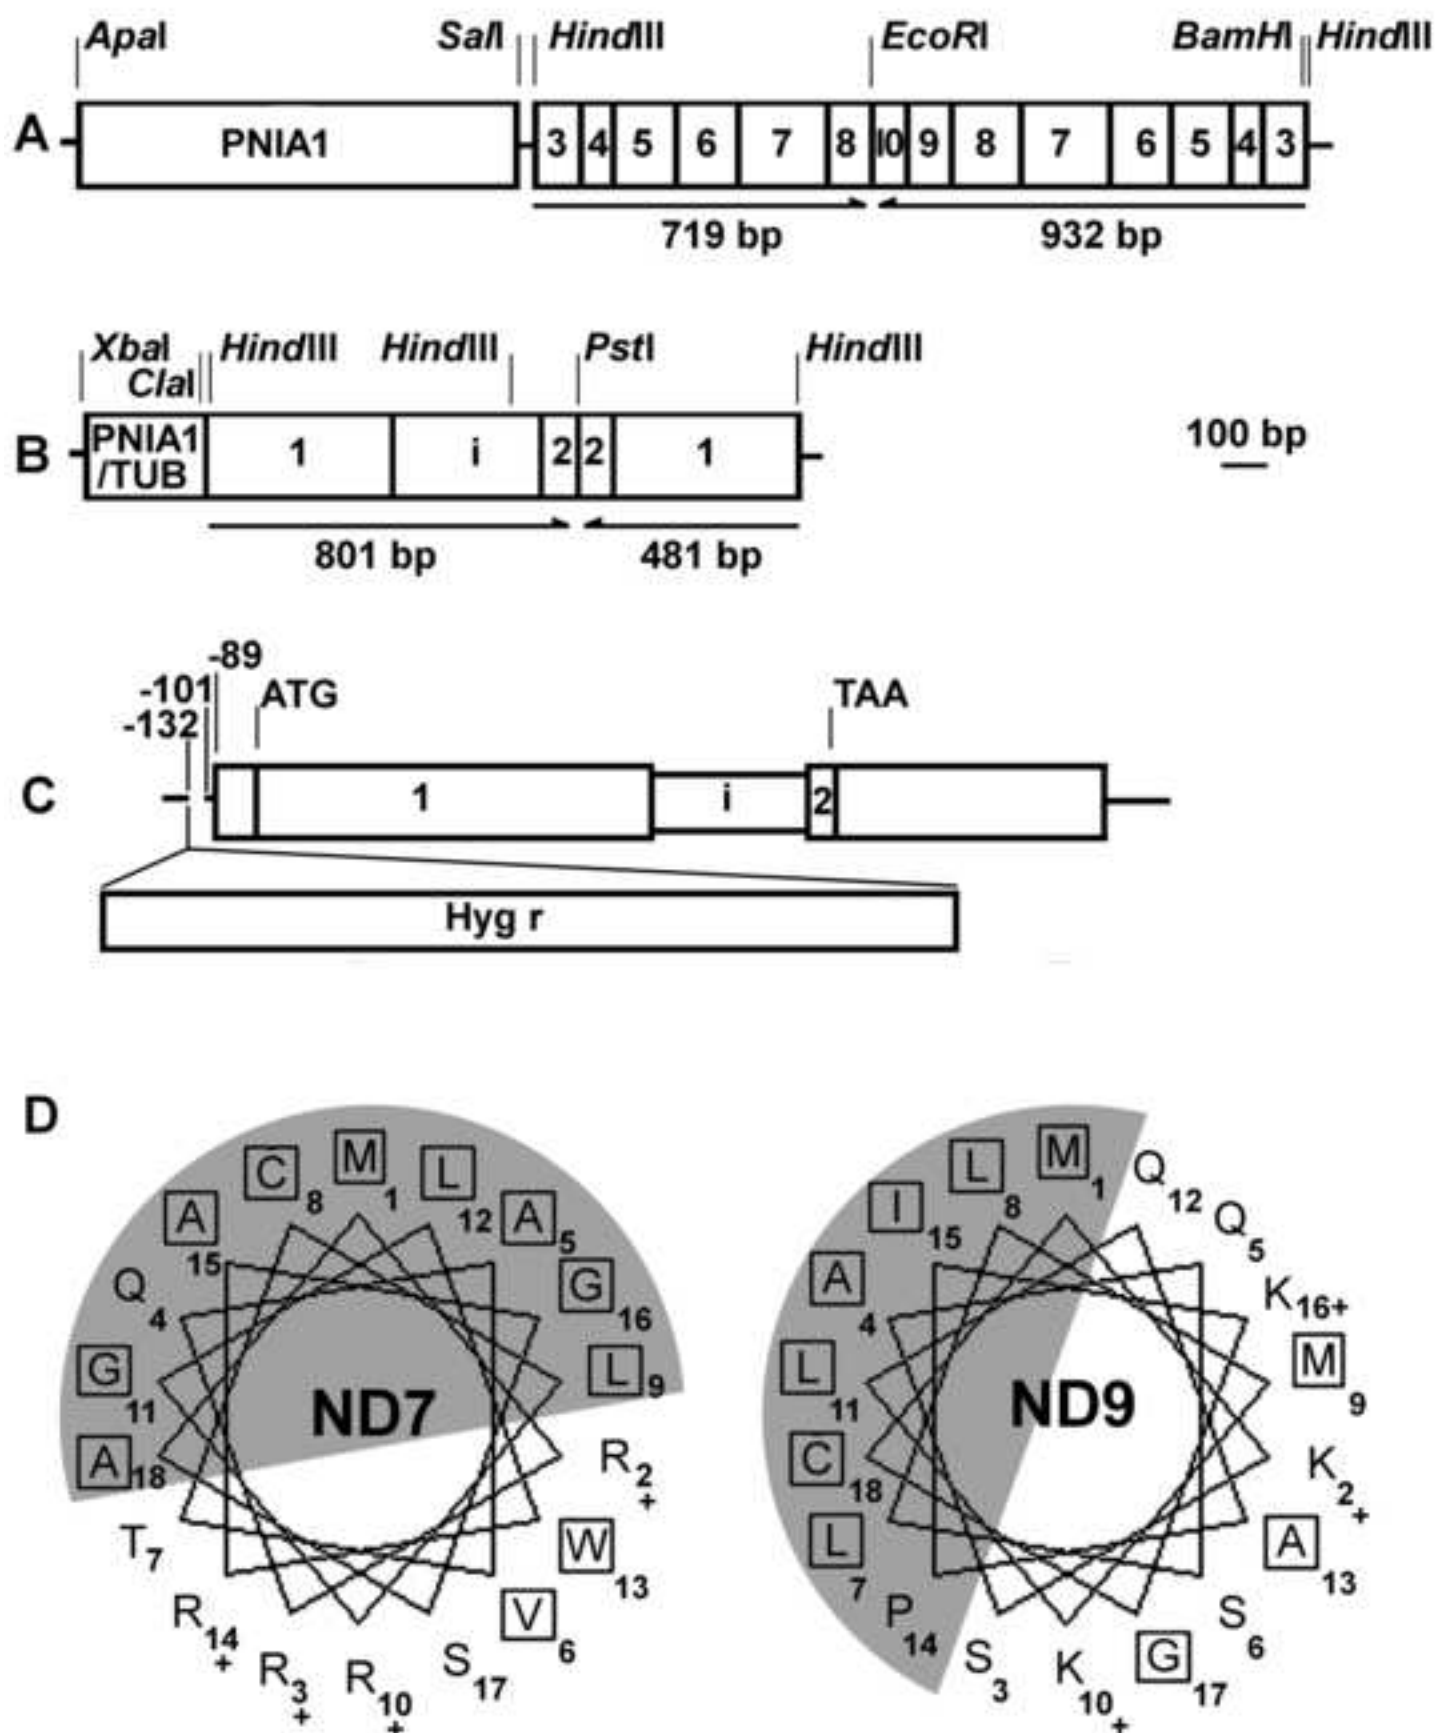 ApaI SalI HindIII EcoRI BamHI HindIII
A PNIA1 3 4 5 6 7 8 10 9 8 7 6 5 4 3
719 bp 932 bp
XbaI HindIII HindIII PstI HindIII
ClaI
B PNIA1 /TUB 1 i 2 2 1
100 bp
801 bp 481 bp
-89
-101 ATG TAA
-132
C 1 i 2
Hyg r
D
ND7
M 1
L 12
A 5
G 16
L 9
R 2 +
W 13
V 6
S 17
R 10 +
R 3 +
R 14 +
T 7
A 18
G 11
Q 4
A 15
C 8
ND9
M 1
Q 12
Q 5
K 16+
M 9
K 2 +
A 13
S 6
G 17
K 10 +
S 3
P 14
L 7
C 18
L 11
A 4
I 15
L 8